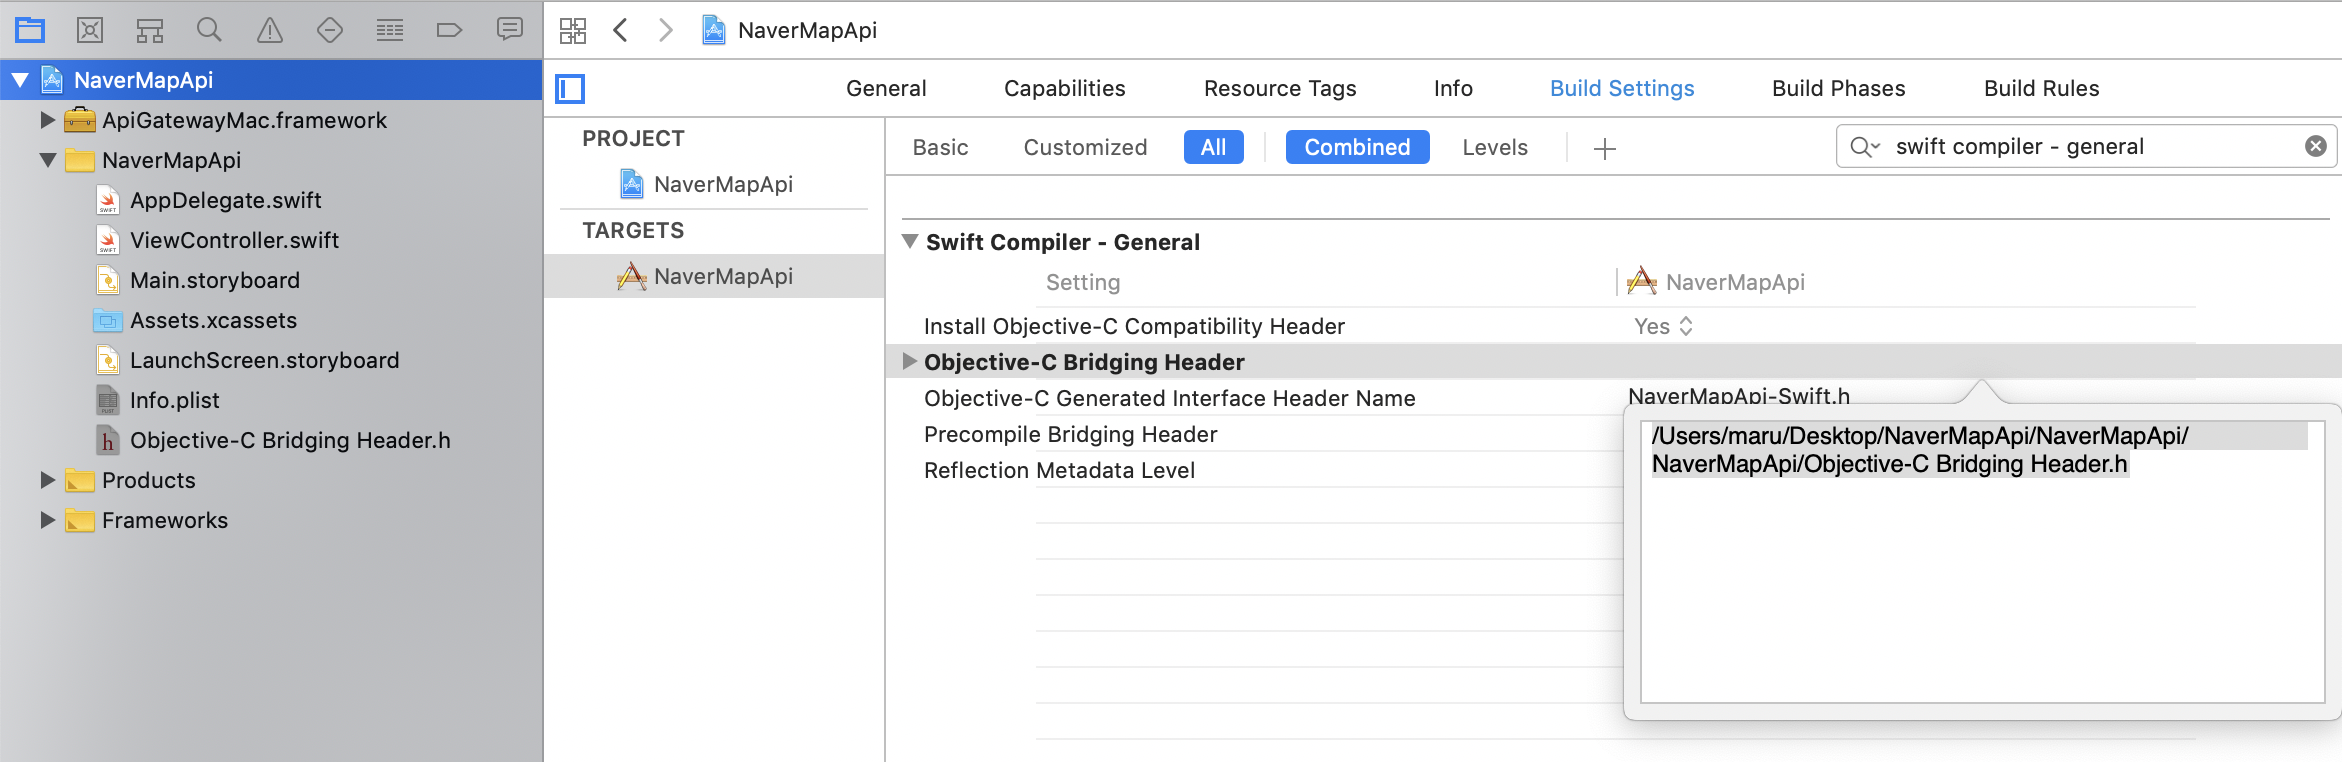 NaverMapApi
NaverMapApi
ApiGatewayMac.framework
NaverMapApi
AppDelegate.swift
ViewController.swift
Main.storyboard
Assets.xcassets
LaunchScreen.storyboard
Info.plist
Objective-C Bridging Header.h
Products
Frameworks
General Capabilities Resource Tags Info Build Settings Build Phases Build Rules
PROJECT
NaverMapApi
TARGETS
NaverMapApi
Basic Customized All Combined Levels swift compiler - general
Swift Compiler - General
Setting NaverMapApi
Install Objective-C Compatibility Header Yes
Objective-C Bridging Header
Objective-C Generated Interface Header Name NaverMapApi-Swift.h
Precompile Bridging Header
Reflection Metadata Level
/Users/maru/Desktop/NaverMapApi/NaverMapApi/
NaverMapApi/Objective-C Bridging Header.h